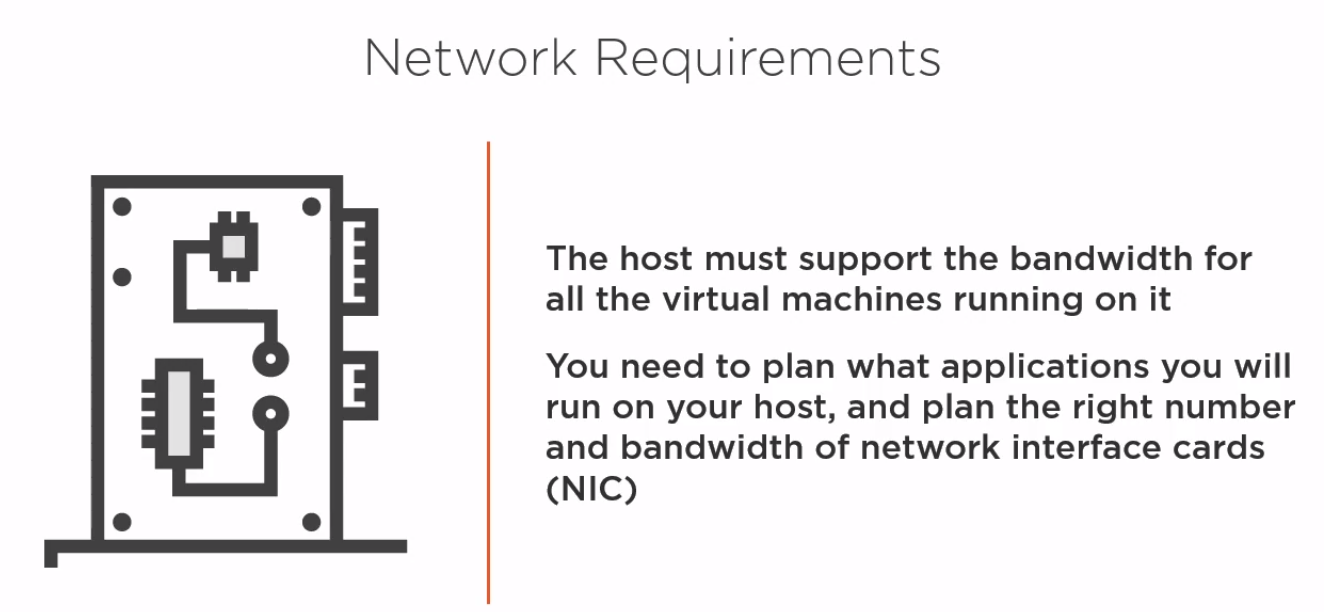 Network Requirements
The host must support the bandwidth for
all the virtual machines running on it
You need to plan what applications you will
run on your host, and plan the right number
and bandwidth of network interface cards
(NIC)